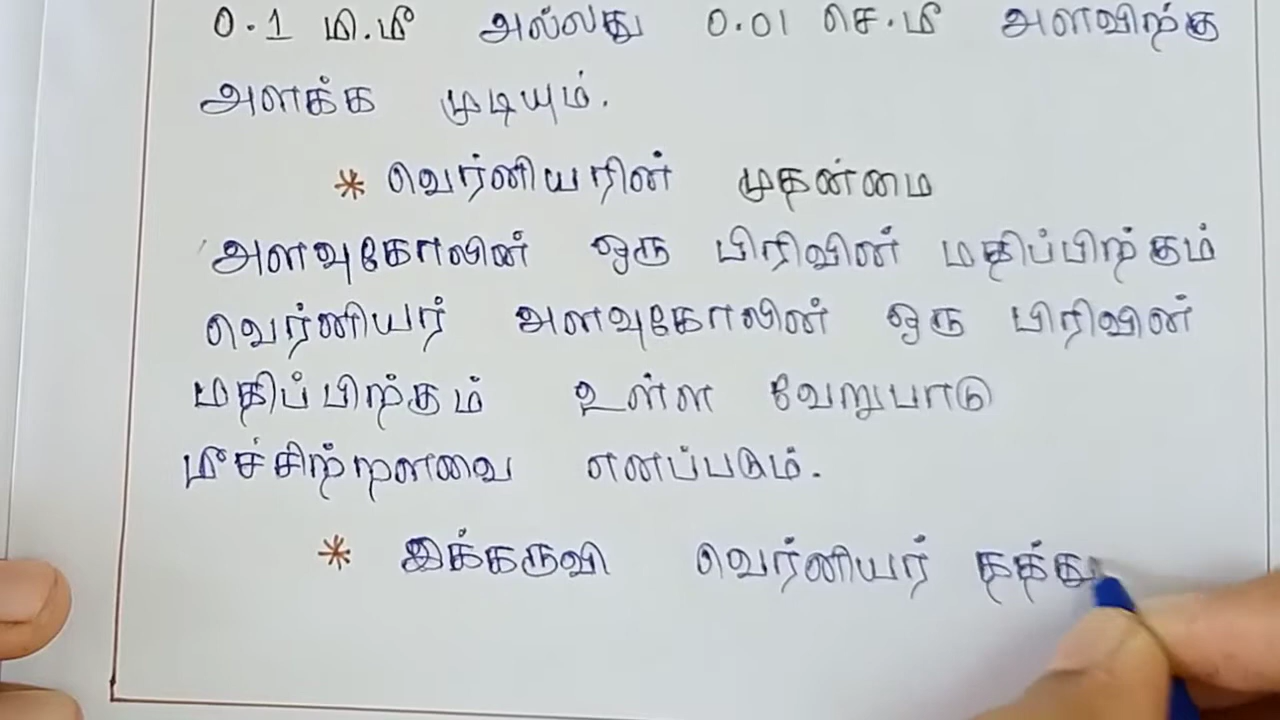 0.1 மி.மீ அல்லது 0.01 செ.மீ அளவிற்கு
அளக்க முடியும்.
* வெர்னியரின் முதன்மை
அளவுகோலின் ஒரு பிரிவின் மதிப்பிற்கும்
வெர்னியர் அளவுகோலின் ஒரு பிரிவின்
மதிப்பிற்கும் உள்ள வேறுபாடு
மீச்சிற்றளவை எனப்படும்.
* இக்கருவி வெர்னியர் தத்து